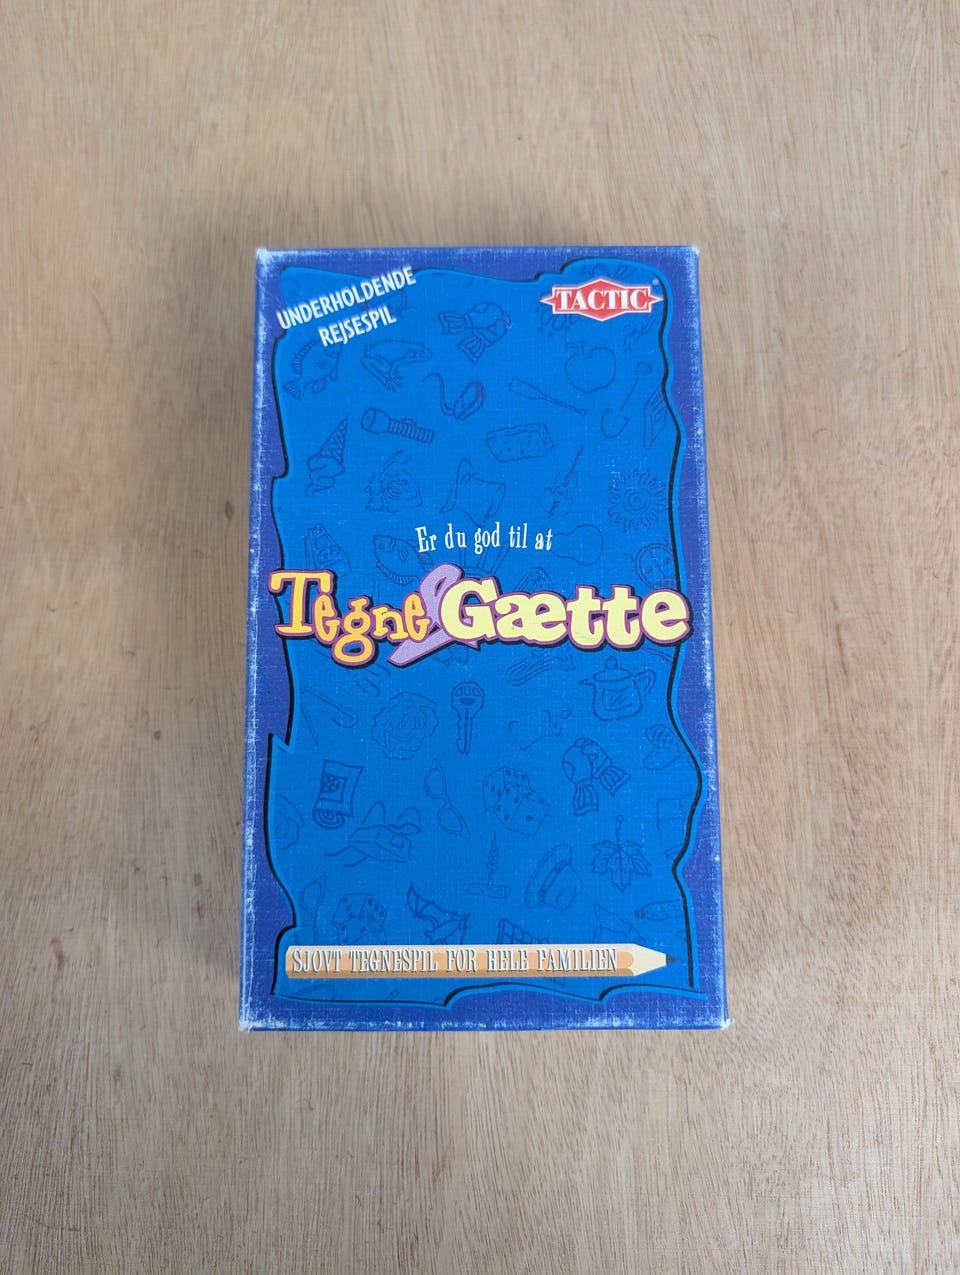 UNDERHOLDENDE
REJSESPIL
TACTIC®
Er du god til at
Tegne & Gætte
SJOVT TEGNESPIL FOR HELE FAMILIEN